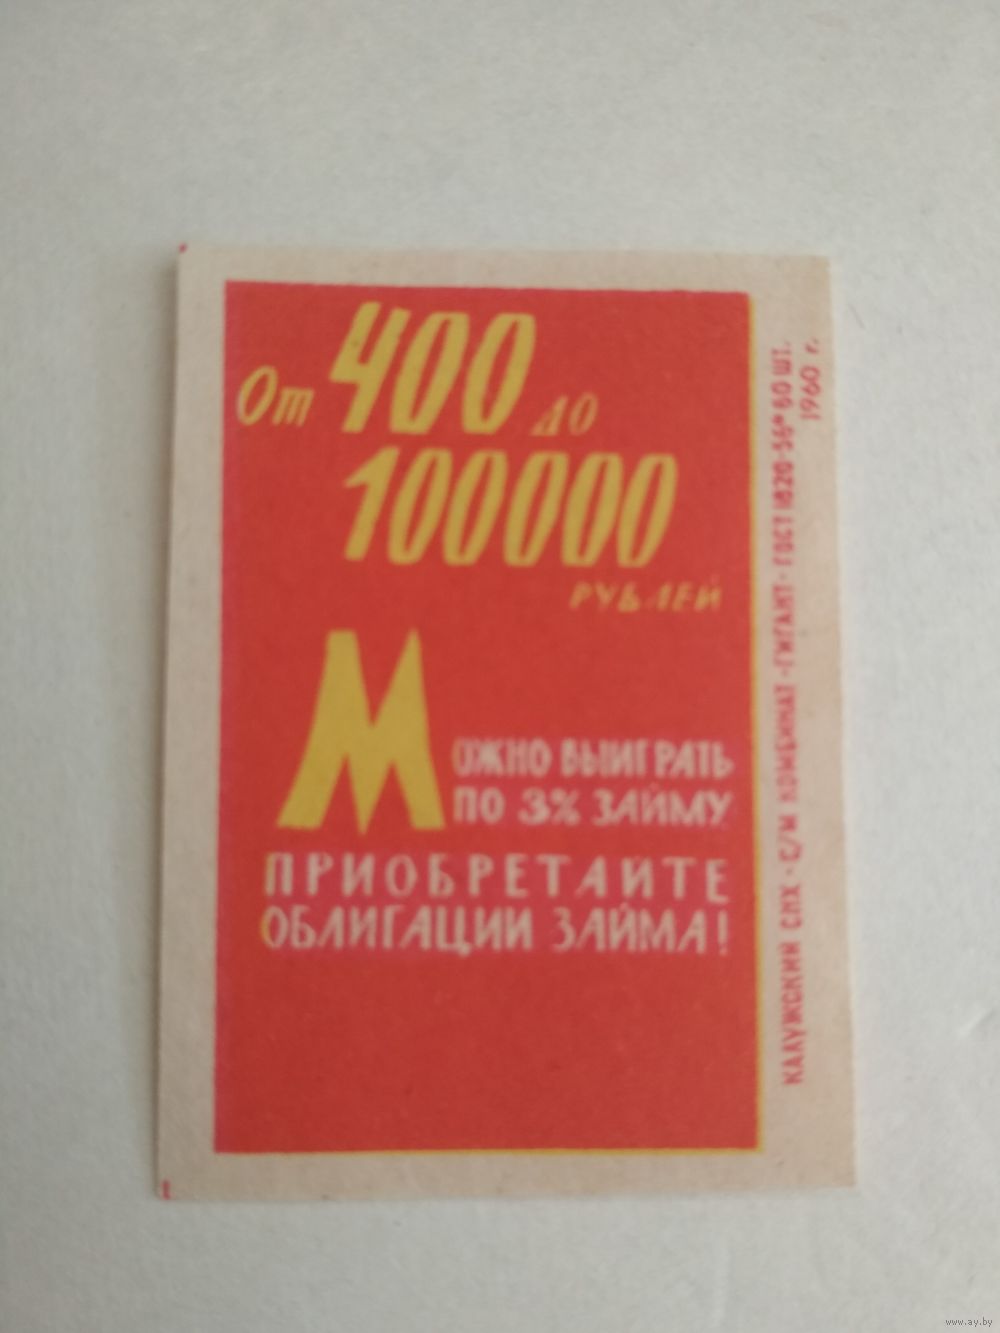 От 400 до
100000
РУБЛЕЙ
МОЖНО ВЫИГРАТЬ
ПО 3% ЗАЙМУ
ПРИОБРЕТАЙТЕ
ОБЛИГАЦИИ ЗАЙМА!
КАЛУЖСКИЙ СНХ • С/М КОМБИНАТ • ГИГАНТ • ГОСТ 1820-56* 60 ШТ.
1960 г.
www.ay.by